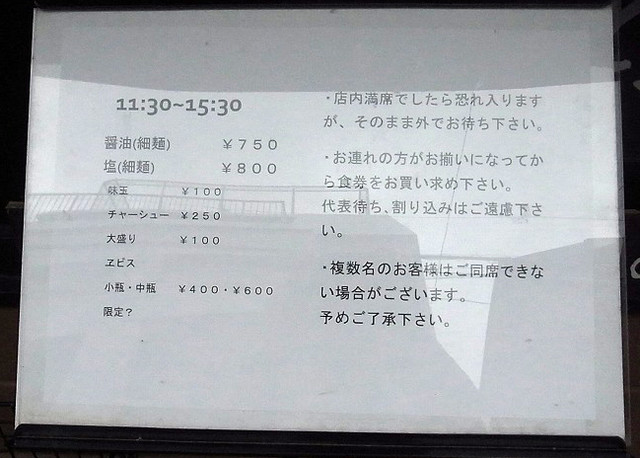 11:30~15:30
醤油(細麺) ￥７５０
塩(細麺) ￥８００
味玉 ￥１００
チャーシュー ￥２５０
大盛り ￥１００
ヱビス
小瓶・中瓶 ￥４００・￥６００
限定？
・店内満席でしたら恐れ入ります
が、そのまま外でお待ち下さい。
・お連れの方がお揃いになってか
ら食券をお買い求め下さい。
代表待ち、割り込みはご遠慮下さ
い。
・複数名のお客様はご同席できな
い場合がございます。
予めご了承下さい。